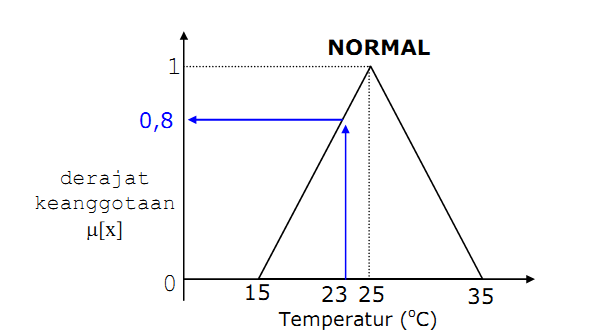 NORMAL
1
0,8
derajat
keanggotaan
μ[x]
0
15 23 25 35
Temperatur (°C)